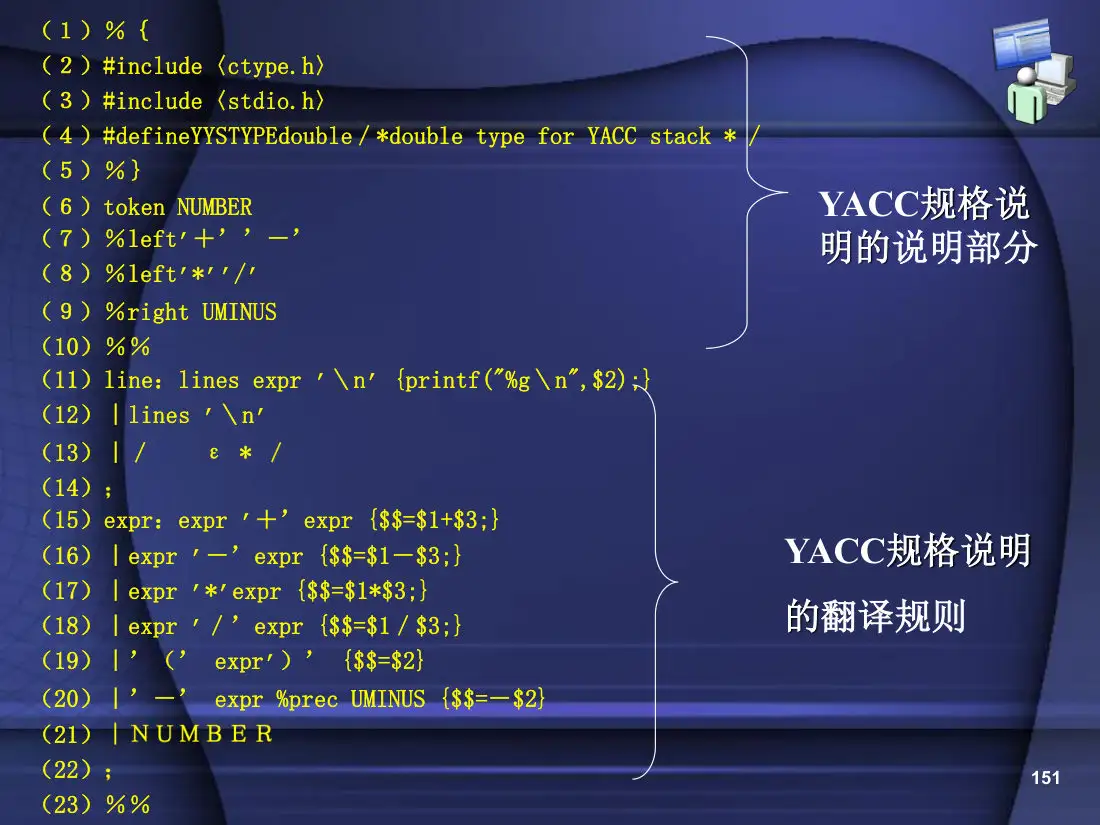 （１）％｛
（２）#include〈ctype.h〉
（３）#include〈stdio.h〉
（４）#defineYYSTYPEdouble／*double type for YACC stack *／
（５）％｝
（６）token NUMBER
（７）％left′＋’’－’
（８）％left′*′′/′
（９）％right UMINUS
（10）％％
（11）line：lines expr ′＼n′ {printf(″%g＼n″,$2);}
（12）｜lines ′＼n′
（13）｜／ ε *／
（14）；
（15）expr：expr ′＋’expr {$$=$1+$3;}
（16）｜expr ′－’expr {$$=$1－$3;}
（17）｜expr ′*′expr {$$=$1*$3;}
（18）｜expr ′／’expr {$$=$1／$3;}
（19）｜’（’ expr′）’ {$$=$2}
（20）｜’－’ expr %prec UMINUS {$$=－$2}
（21）｜ＮＵＭＢＥＲ
（22）；
（23）％％
YACC规格说
明的说明部分
YACC规格说明
的翻译规则
151